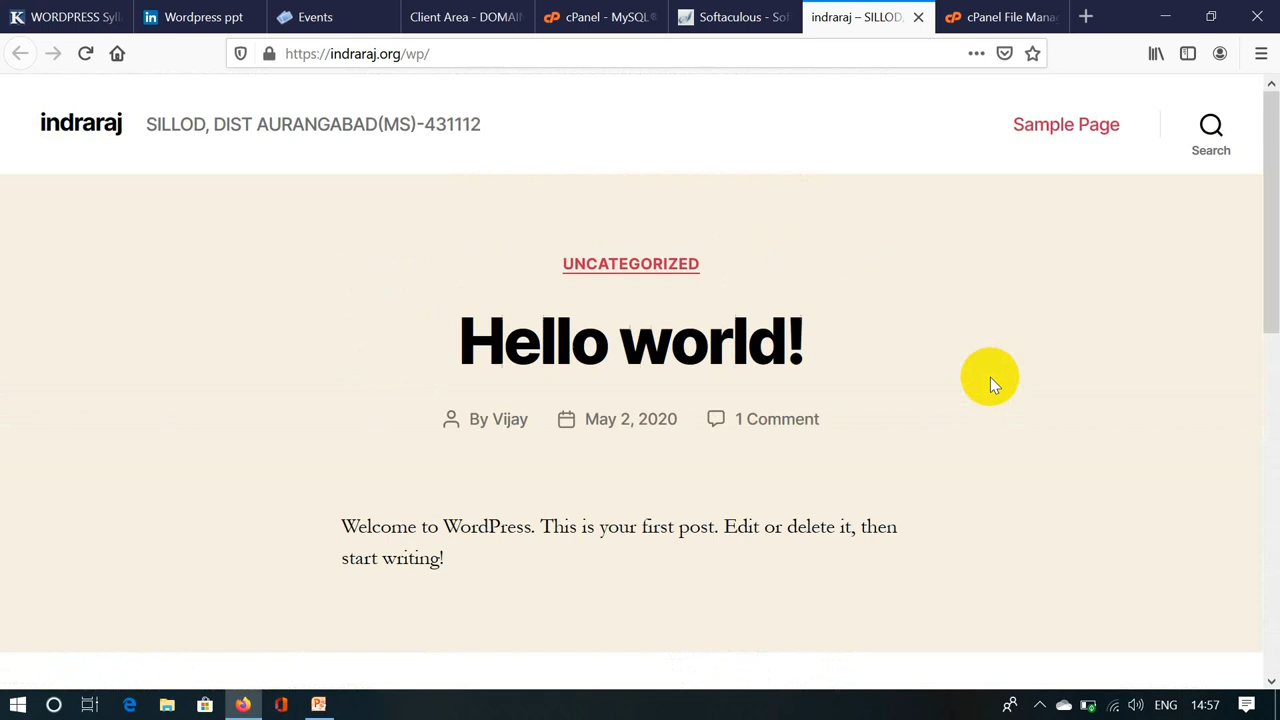 WORDPRESS Syll
Wordpress ppt
Events
Client Area - DOMAIN
cPanel - MySQL®
Softaculous - Sof
indraraj – SILLOD,
cPanel File Mana
https://indraraj.org/wp/
indraraj
SILLOD, DIST AURANGABAD(MS)-431112
Sample Page
Search
UNCATEGORIZED
Hello world!
By Vijay
May 2, 2020
1 Comment
Welcome to WordPress. This is your first post. Edit or delete it, then
start writing!
ENG
14:57